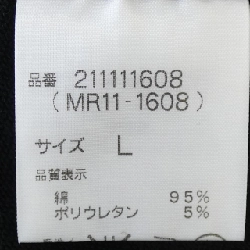 品番 211111608
(MR11-1608)
サイズ L
品質表示
綿 95%
ポリウレタン 5%